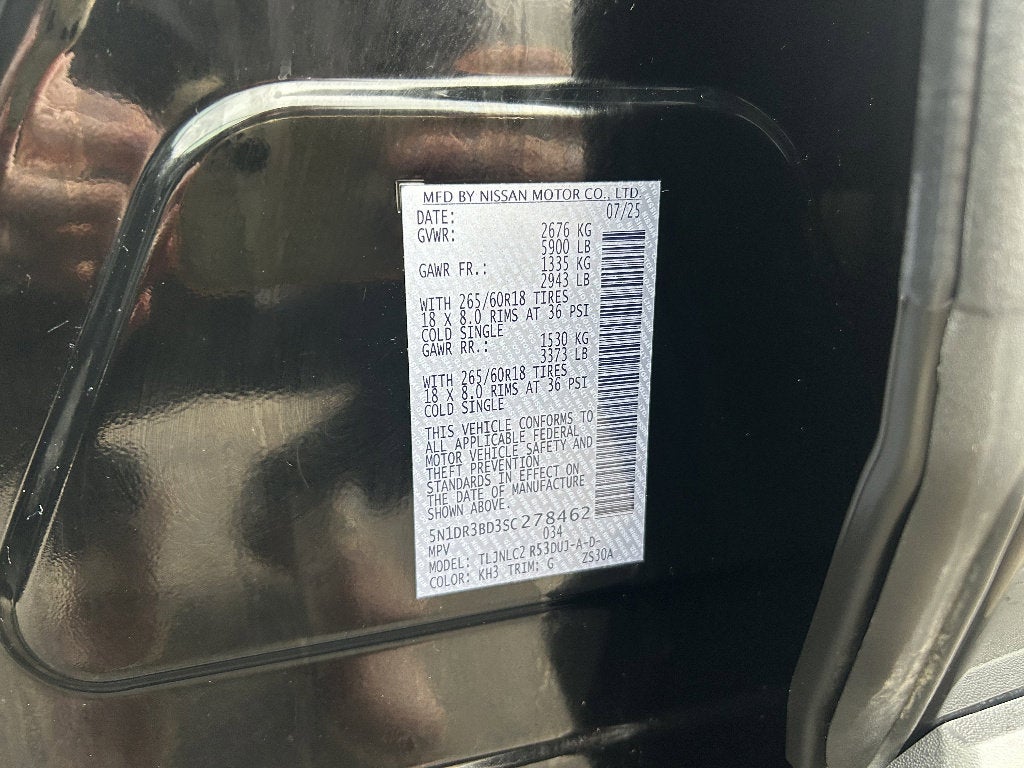 MFD BY NISSAN MOTOR CO., LTD
DATE: 07/25
GVWR: 2676 KG
5900 LB
GAWR FR.: 1335 KG
2943 LB
WITH 265/60R18 TIRES
18 X 8.0 RIMS AT 36 PSI
COLD SINGLE
GAWR RR.: 1530 KG
3373 LB
WITH 265/60R18 TIRES
18 X 8.0 RIMS AT 36 PSI
COLD SINGLE
THIS VEHICLE CONFORMS TO
ALL APPLICABLE FEDERAL
MOTOR VEHICLE SAFETY AND
THEFT PREVENTION
STANDARDS IN EFFECT ON
THE DATE OF MANUFACTURE
SHOWN ABOVE.
5N1DR3BD3SC278462
MPV 034
MODEL: TLJNLC2 R53DUJ-A-D-
COLOR: KH3 TRIM: G ZS30A